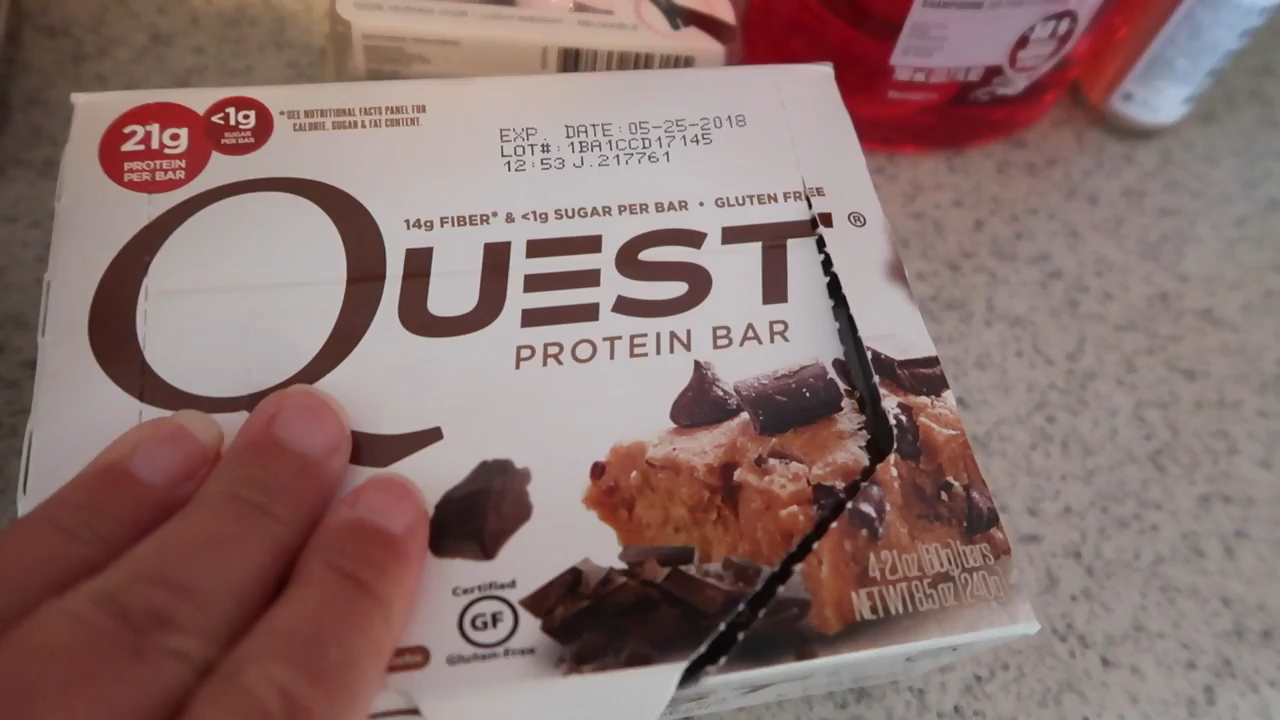 21g
PROTEIN
PER BAR
<1g
SUGAR
PER BAR
*SEE NUTRITIONAL FACTS PANEL FOR
CALORIE, SUGAR & FAT CONTENT.
EXP. DATE:05-25-2018
LOT#:1BA1CCD17145
12:53 J.217761
14g FIBER* & <1g SUGAR PER BAR • GLUTEN FREE
QUEST®
PROTEIN BAR
4-2.1oz (60g) bars
NET WT 8.5 oz (240g)
Certified
GF
Gluten-Free